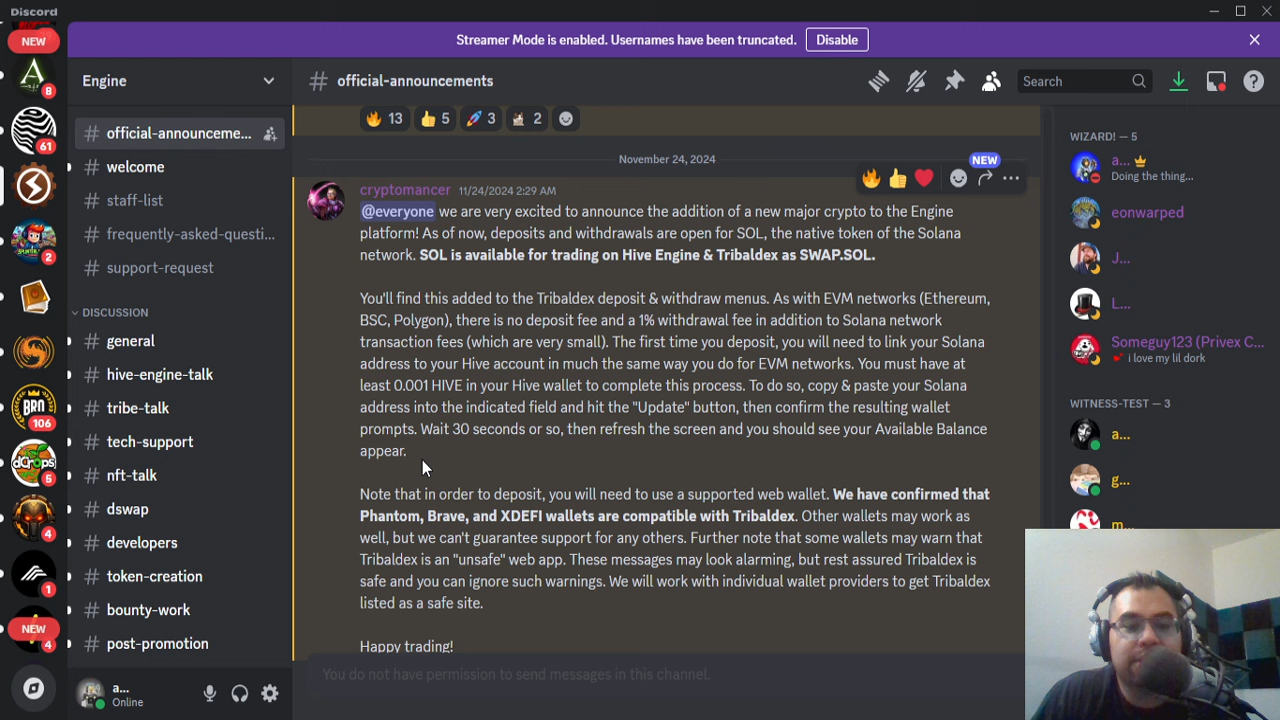 Discord
Streamer Mode is enabled. Usernames have been truncated.
Disable
NEW
8
61
2
106
5
4
1
NEW
4
Engine
official-announceme...
welcome
staff-list
frequently-asked-questi...
support-request
DISCUSSION
general
hive-engine-talk
tribe-talk
tech-support
nft-talk
dswap
developers
token-creation
bounty-work
post-promotion
a...
Online
official-announcements
Search
13
5
3
2
November 24, 2024
NEW
cryptomancer 11/24/2024 2:29 AM
@everyone we are very excited to announce the addition of a new major crypto to the Engine
platform! As of now, deposits and withdrawals are open for SOL, the native token of the Solana
network. SOL is available for trading on Hive Engine & Tribaldex as SWAP.SOL.
You'll find this added to the Tribaldex deposit & withdraw menus. As with EVM networks (Ethereum,
BSC, Polygon), there is no deposit fee and a 1% withdrawal fee in addition to Solana network
transaction fees (which are very small). The first time you deposit, you will need to link your Solana
address to your Hive account in much the same way you do for EVM networks. You must have at
least 0.001 HIVE in your Hive wallet to complete this process. To do so, copy & paste your Solana
address into the indicated field and hit the "Update" button, then confirm the resulting wallet
prompts. Wait 30 seconds or so, then refresh the screen and you should see your Available Balance
appear.
Note that in order to deposit, you will need to use a supported web wallet. We have confirmed that
Phantom, Brave, and XDEFI wallets are compatible with Tribaldex. Other wallets may work as
well, but we can't guarantee support for any others. Further note that some wallets may warn that
Tribaldex is an "unsafe" web app. These messages may look alarming, but rest assured Tribaldex is
safe and you can ignore such warnings. We will work with individual wallet providers to get Tribaldex
listed as a safe site.
Happy trading!
You do not have permission to send messages in this channel.
WIZARD! — 5
a...
Doing the thing...
eonwarped
J...
L...
Someguy123 (Privex C...
i love my lil dork
WITNESS-TEST — 3
a...
g...
m...